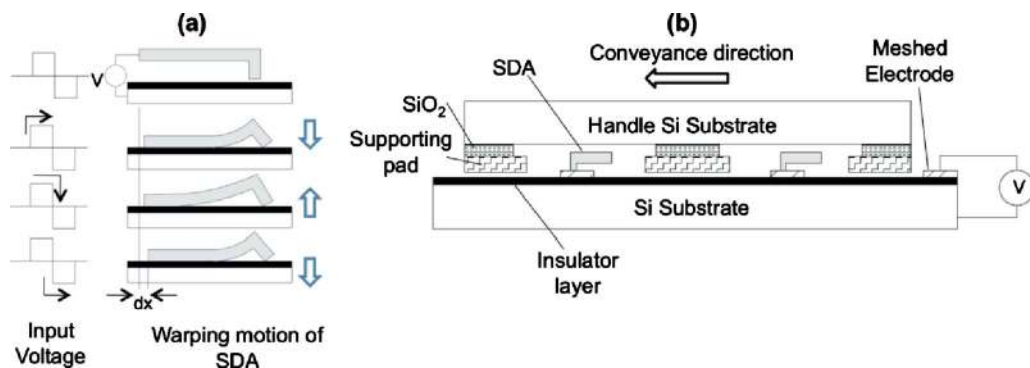 (a)
V
dx
Input
Voltage
Warping motion of
SDA
(b)
Conveyance direction
Meshed
Electrode
SDA
SiO₂
Supporting
pad
Handle Si Substrate
Si Substrate
V
Insulator
layer